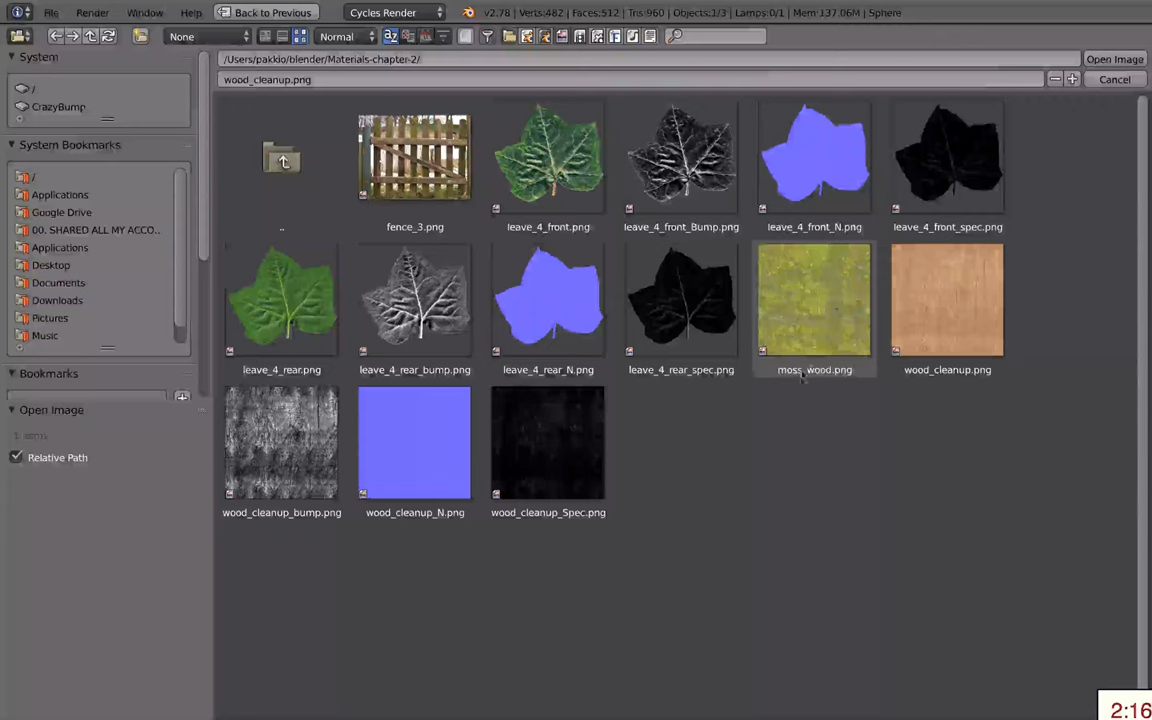 File Render Window Help Back to Previous Cycles Render v2.78 | Verts:482 | Faces:512 | Tris:960 | Objects:1/3 | Lamps:0/1 | Mem:137.06M | Sphere
None Normal
System
/
CrazyBump
System Bookmarks
/
Applications
Google Drive
00. SHARED ALL MY ACCO..
Applications
Desktop
Documents
Downloads
Pictures
Music
Bookmarks
Open Image
Relative Path
/Users/pakkio/blender/Materials-chapter-2/ Open Image
wood_cleanup.png Cancel
.. fence_3.png leave_4_front.png leave_4_front_Bump.png leave_4_front_N.png leave_4_front_spec.png
leave_4_rear.png leave_4_rear_bump.png leave_4_rear_N.png leave_4_rear_spec.png moss_wood.png wood_cleanup.png
wood_cleanup_bump.png wood_cleanup_N.png wood_cleanup_Spec.png
2:16